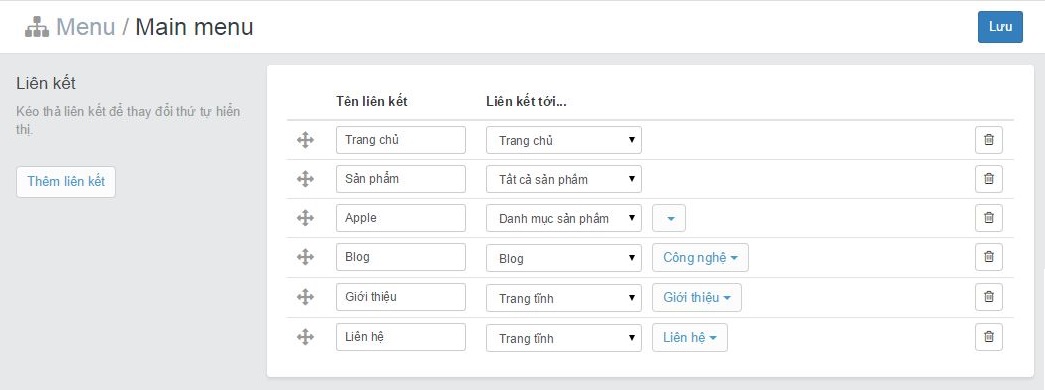 Menu / Main menu
Lưu
Liên kết
Kéo thả liên kết để thay đổi thứ tự hiển
thị.
Thêm liên kết
Tên liên kết Liên kết tới...
Trang chủ Trang chủ
Sản phẩm Tất cả sản phẩm
Apple Danh mục sản phẩm
Blog Blog Công nghệ
Giới thiệu Trang tĩnh Giới thiệu
Liên hệ Trang tĩnh Liên hệ